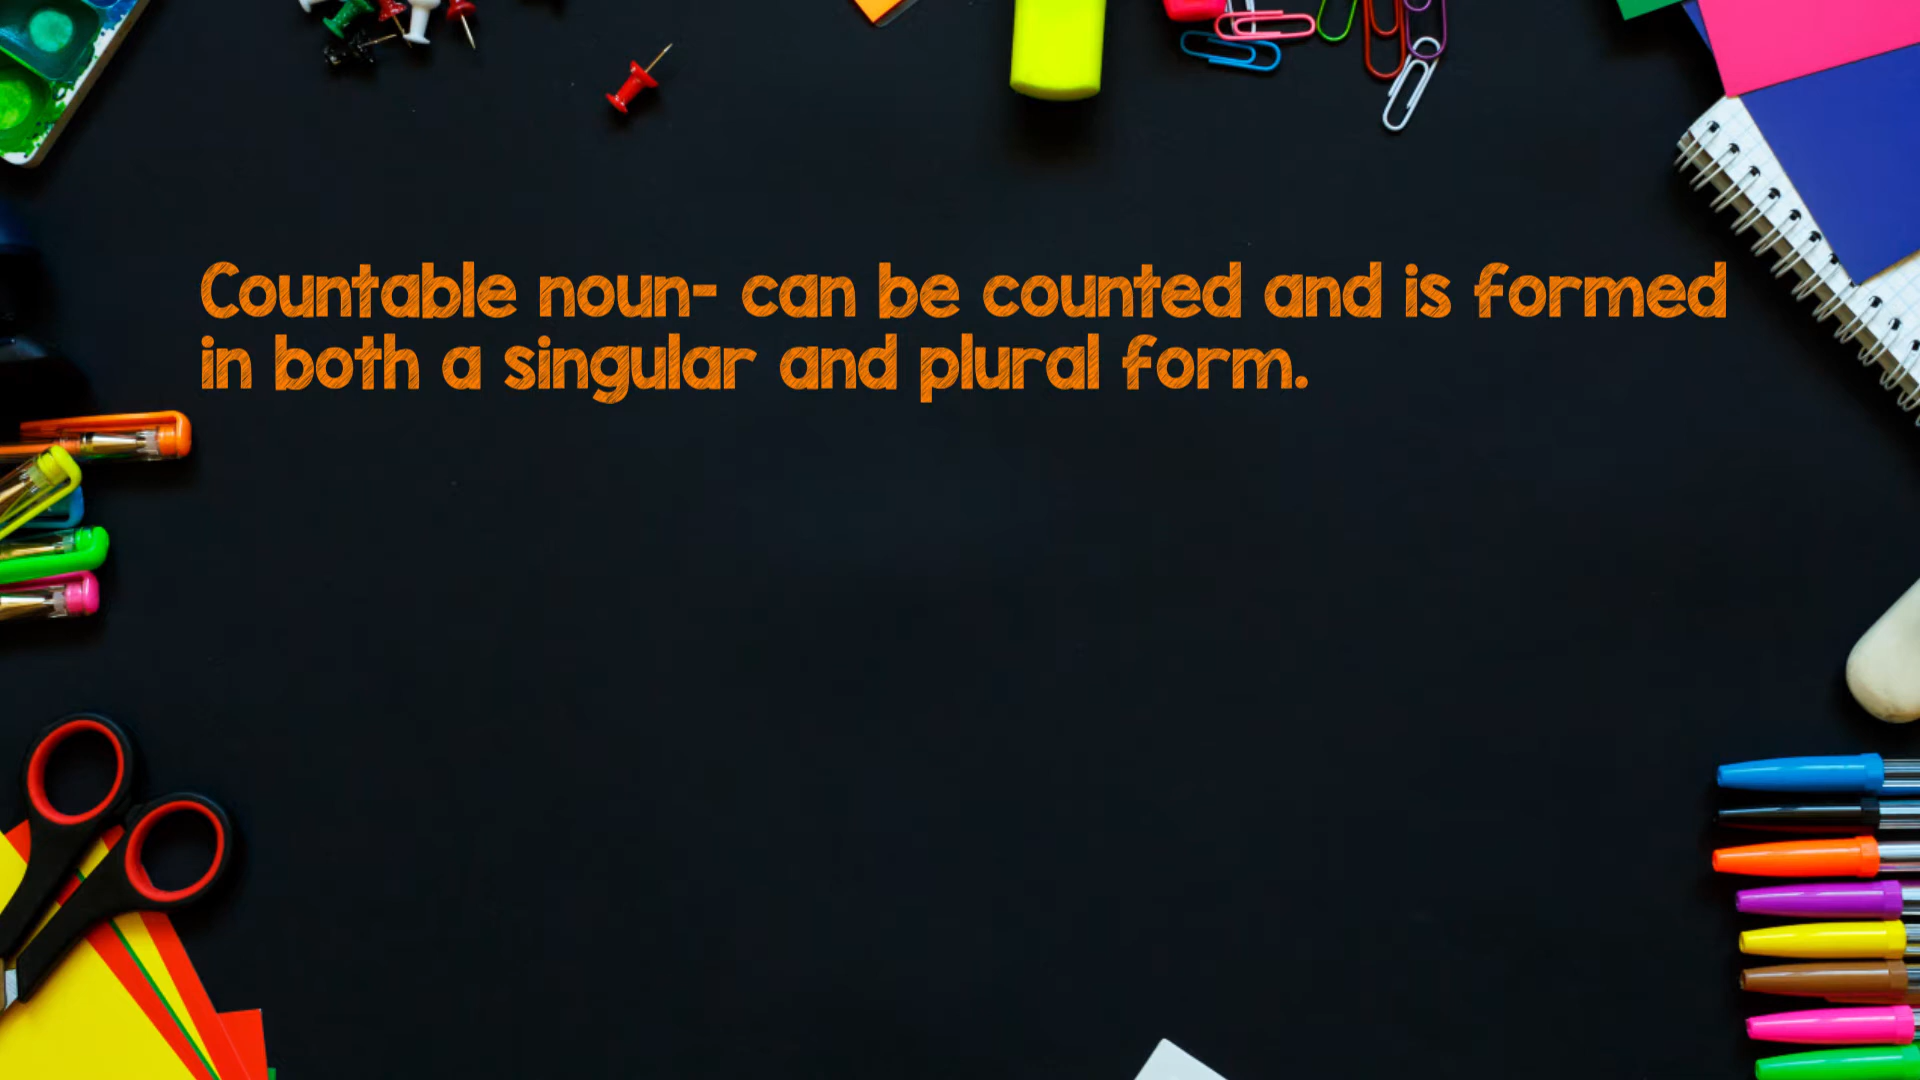 Countable noun- can be counted and is formed
in both a singular and plural form.